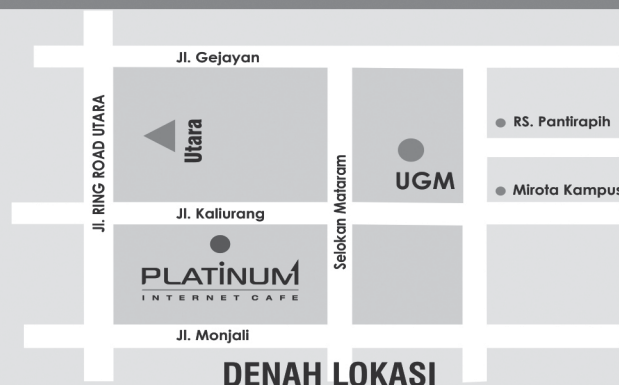 Jl. Gejayan
Jl. RING ROAD UTARA
Utara
RS. Pantirapih
UGM
Mirota Kampus
Selokan Mataram
Jl. Kaliurang
PLATINUM
INTERNET CAFE
Jl. Monjali
DENAH LOKASI